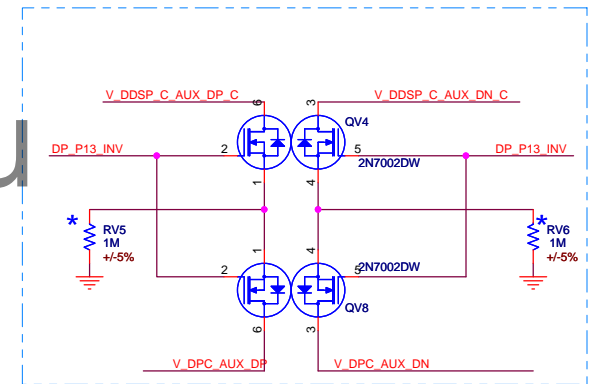 V_DDSP_C_AUX_DP_C
V_DDSP_C_AUX_DN_C
6
3
QV4
DP_P13_INV
2
5
DP_P13_INV
2N7002DW
1
4
*
RV5
1M
+/-5%
*
RV6
1M
+/-5%
1
4
2
5
2N7002DW
QV8
6
3
V_DPC_AUX_DP
V_DPC_AUX_DN